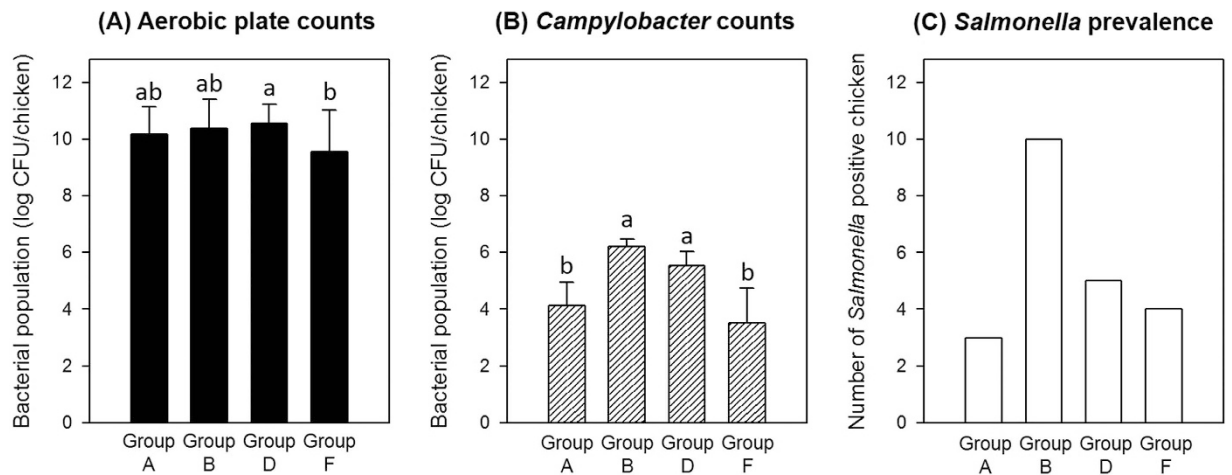 (A) Aerobic plate counts
Bacterial population (log CFU/chicken)
12
10
8
6
4
2
0
ab
ab
a
b
Group A
Group B
Group D
Group F
(B) Campylobacter counts
Bacterial population (log CFU/chicken)
12
10
8
6
4
2
0
b
a
a
b
Group A
Group B
Group D
Group F
(C) Salmonella prevalence
Number of Salmonella positive chicken
12
10
8
6
4
2
0
Group A
Group B
Group D
Group F